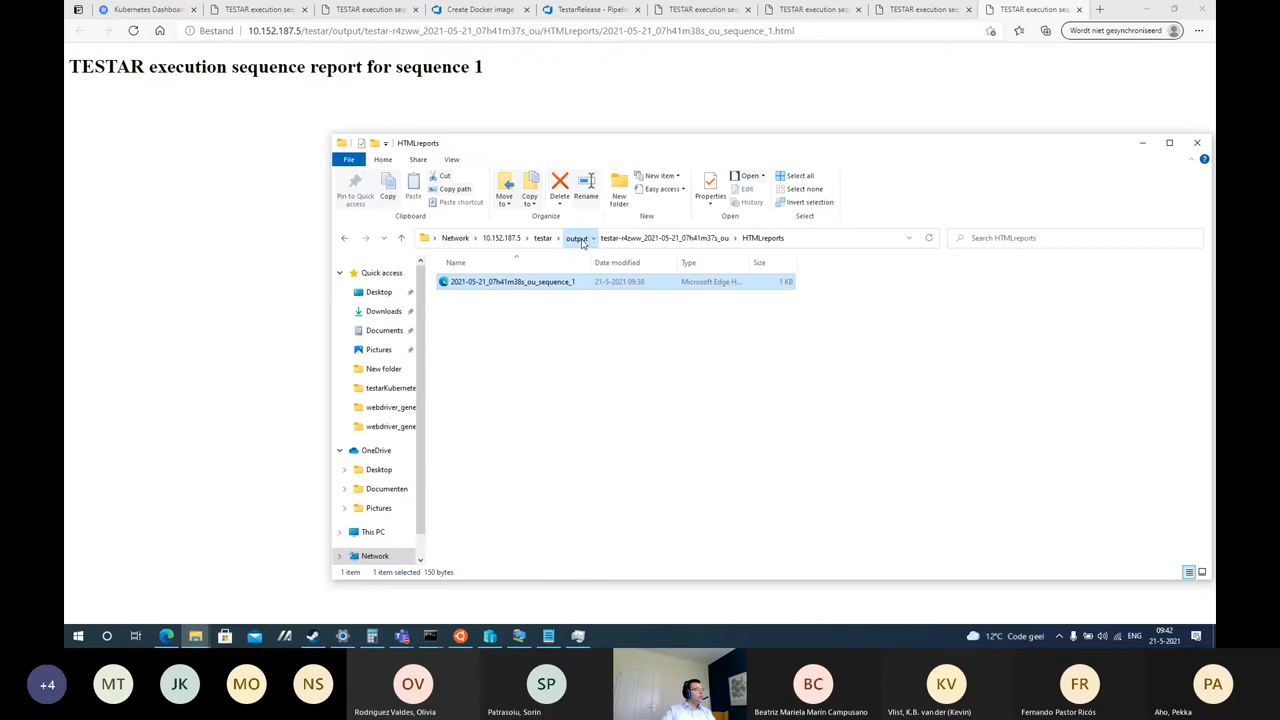 Kubernetes Dashboa
TESTAR execution seq
TESTAR execution seq
Create Docker image
TestarRelease - Pipelin
TESTAR execution seq
TESTAR execution seq
TESTAR execution seq
TESTAR execution sec
Bestand
10.152.187.5/testar/output/testar-r4zww_2021-05-21_07h41m37s_ou/HTMLreports/2021-05-21_07h41m38s_ou_sequence_1.html
Wordt niet gesynchroniseerd
TESTAR execution sequence report for sequence 1
HTMLreports
File Home Share View
Pin to Quick access
Copy
Paste
Cut
Copy path
Paste shortcut
Clipboard
Move to
Copy to
Delete
Rename
Organize
New folder
New item
Easy access
New
Properties
Open
Edit
History
Open
Select all
Select none
Invert selection
Select
Network > 10.152.187.5 > testar > output testar-r4zww_2021-05-21_07h41m37s_ou > HTMLreports
Search HTMLreports
Name Date modified Type Size
2021-05-21_07h41m38s_ou_sequence_1 21-5-2021 09:38 Microsoft Edge H... 1 KB
Quick access
Desktop
Downloads
Documents
Pictures
New folder
testarKubernete
webdriver_gene
webdriver_gene
OneDrive
Desktop
Documenten
Pictures
This PC
Network
1 item 1 item selected 150 bytes
12°C Code geel
ENG
09:42
21-5-2021
+4
MT
JK
MO
NS
OV
Rodriguez Valdes, Olivia
SP
Patrasoiu, Sorin
BC
Beatriz Mariela Marín Campusano
KV
Vlist, K.B. van der (Kevin)
FR
Fernando Pastor Ricós
PA
Aho, Pekka